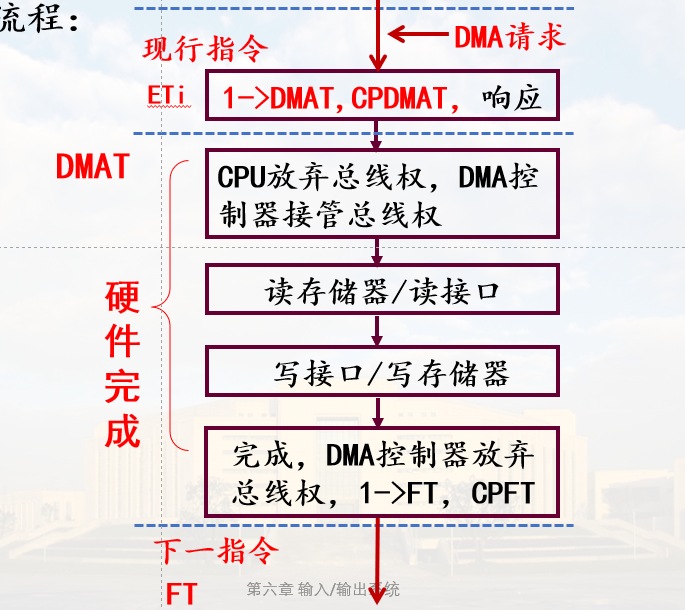 流程：
DMA请求
现行指令
ETi
1->DMAT,CPDMAT, 响应
DMAT
CPU放弃总线权，DMA控
制器接管总线权
硬
件
完
成
读存储器/读接口
写接口/写存储器
完成，DMA控制器放弃
总线权，1->FT，CPFT
下一指令
FT
第六章 输入/输出系统